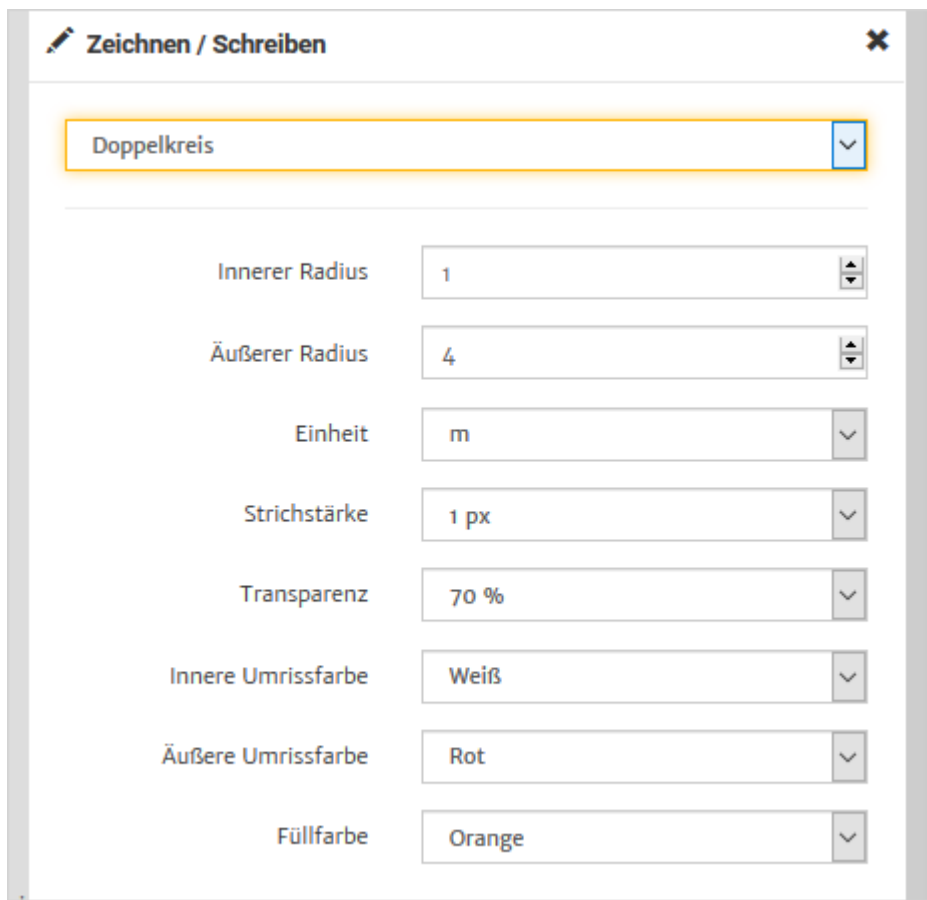 Zeichnen / Schreiben
Doppelkreis
Innerer Radius 1
Äußerer Radius 4
Einheit m
Strichstärke 1 px
Transparenz 70 %
Innere Umrissfarbe Weiß
Äußere Umrissfarbe Rot
Füllfarbe Orange